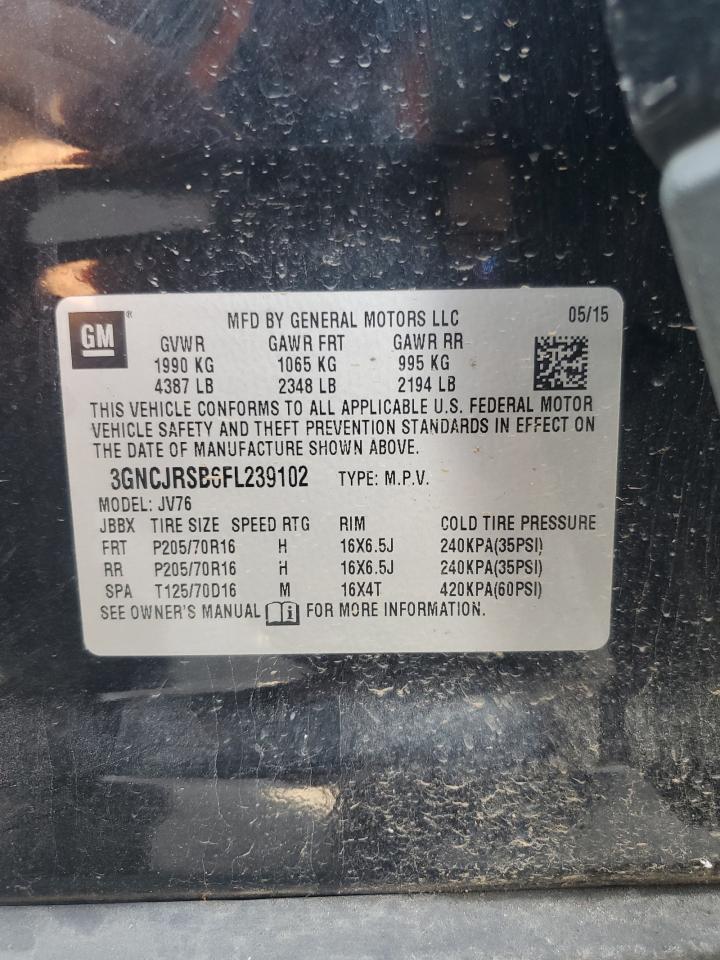 GM
®
MFD BY GENERAL MOTORS LLC 05/15
GVWR GAWR FRT GAWR RR
1990 KG 1065 KG 995 KG
4387 LB 2348 LB 2194 LB
THIS VEHICLE CONFORMS TO ALL APPLICABLE U.S. FEDERAL MOTOR
VEHICLE SAFETY AND THEFT PREVENTION STANDARDS IN EFFECT ON
THE DATE OF MANUFACTURE SHOWN ABOVE.
3GNCJRSB6FL239102 TYPE: M.P.V.
MODEL: JV76
JBBX TIRE SIZE SPEED RTG RIM COLD TIRE PRESSURE
FRT P205/70R16 H 16X6.5J 240KPA(35PSI)
RR P205/70R16 H 16X6.5J 240KPA(35PSI)
SPA T125/70D16 M 16X4T 420KPA(60PSI)
SEE OWNER'S MANUAL i FOR MORE INFORMATION.